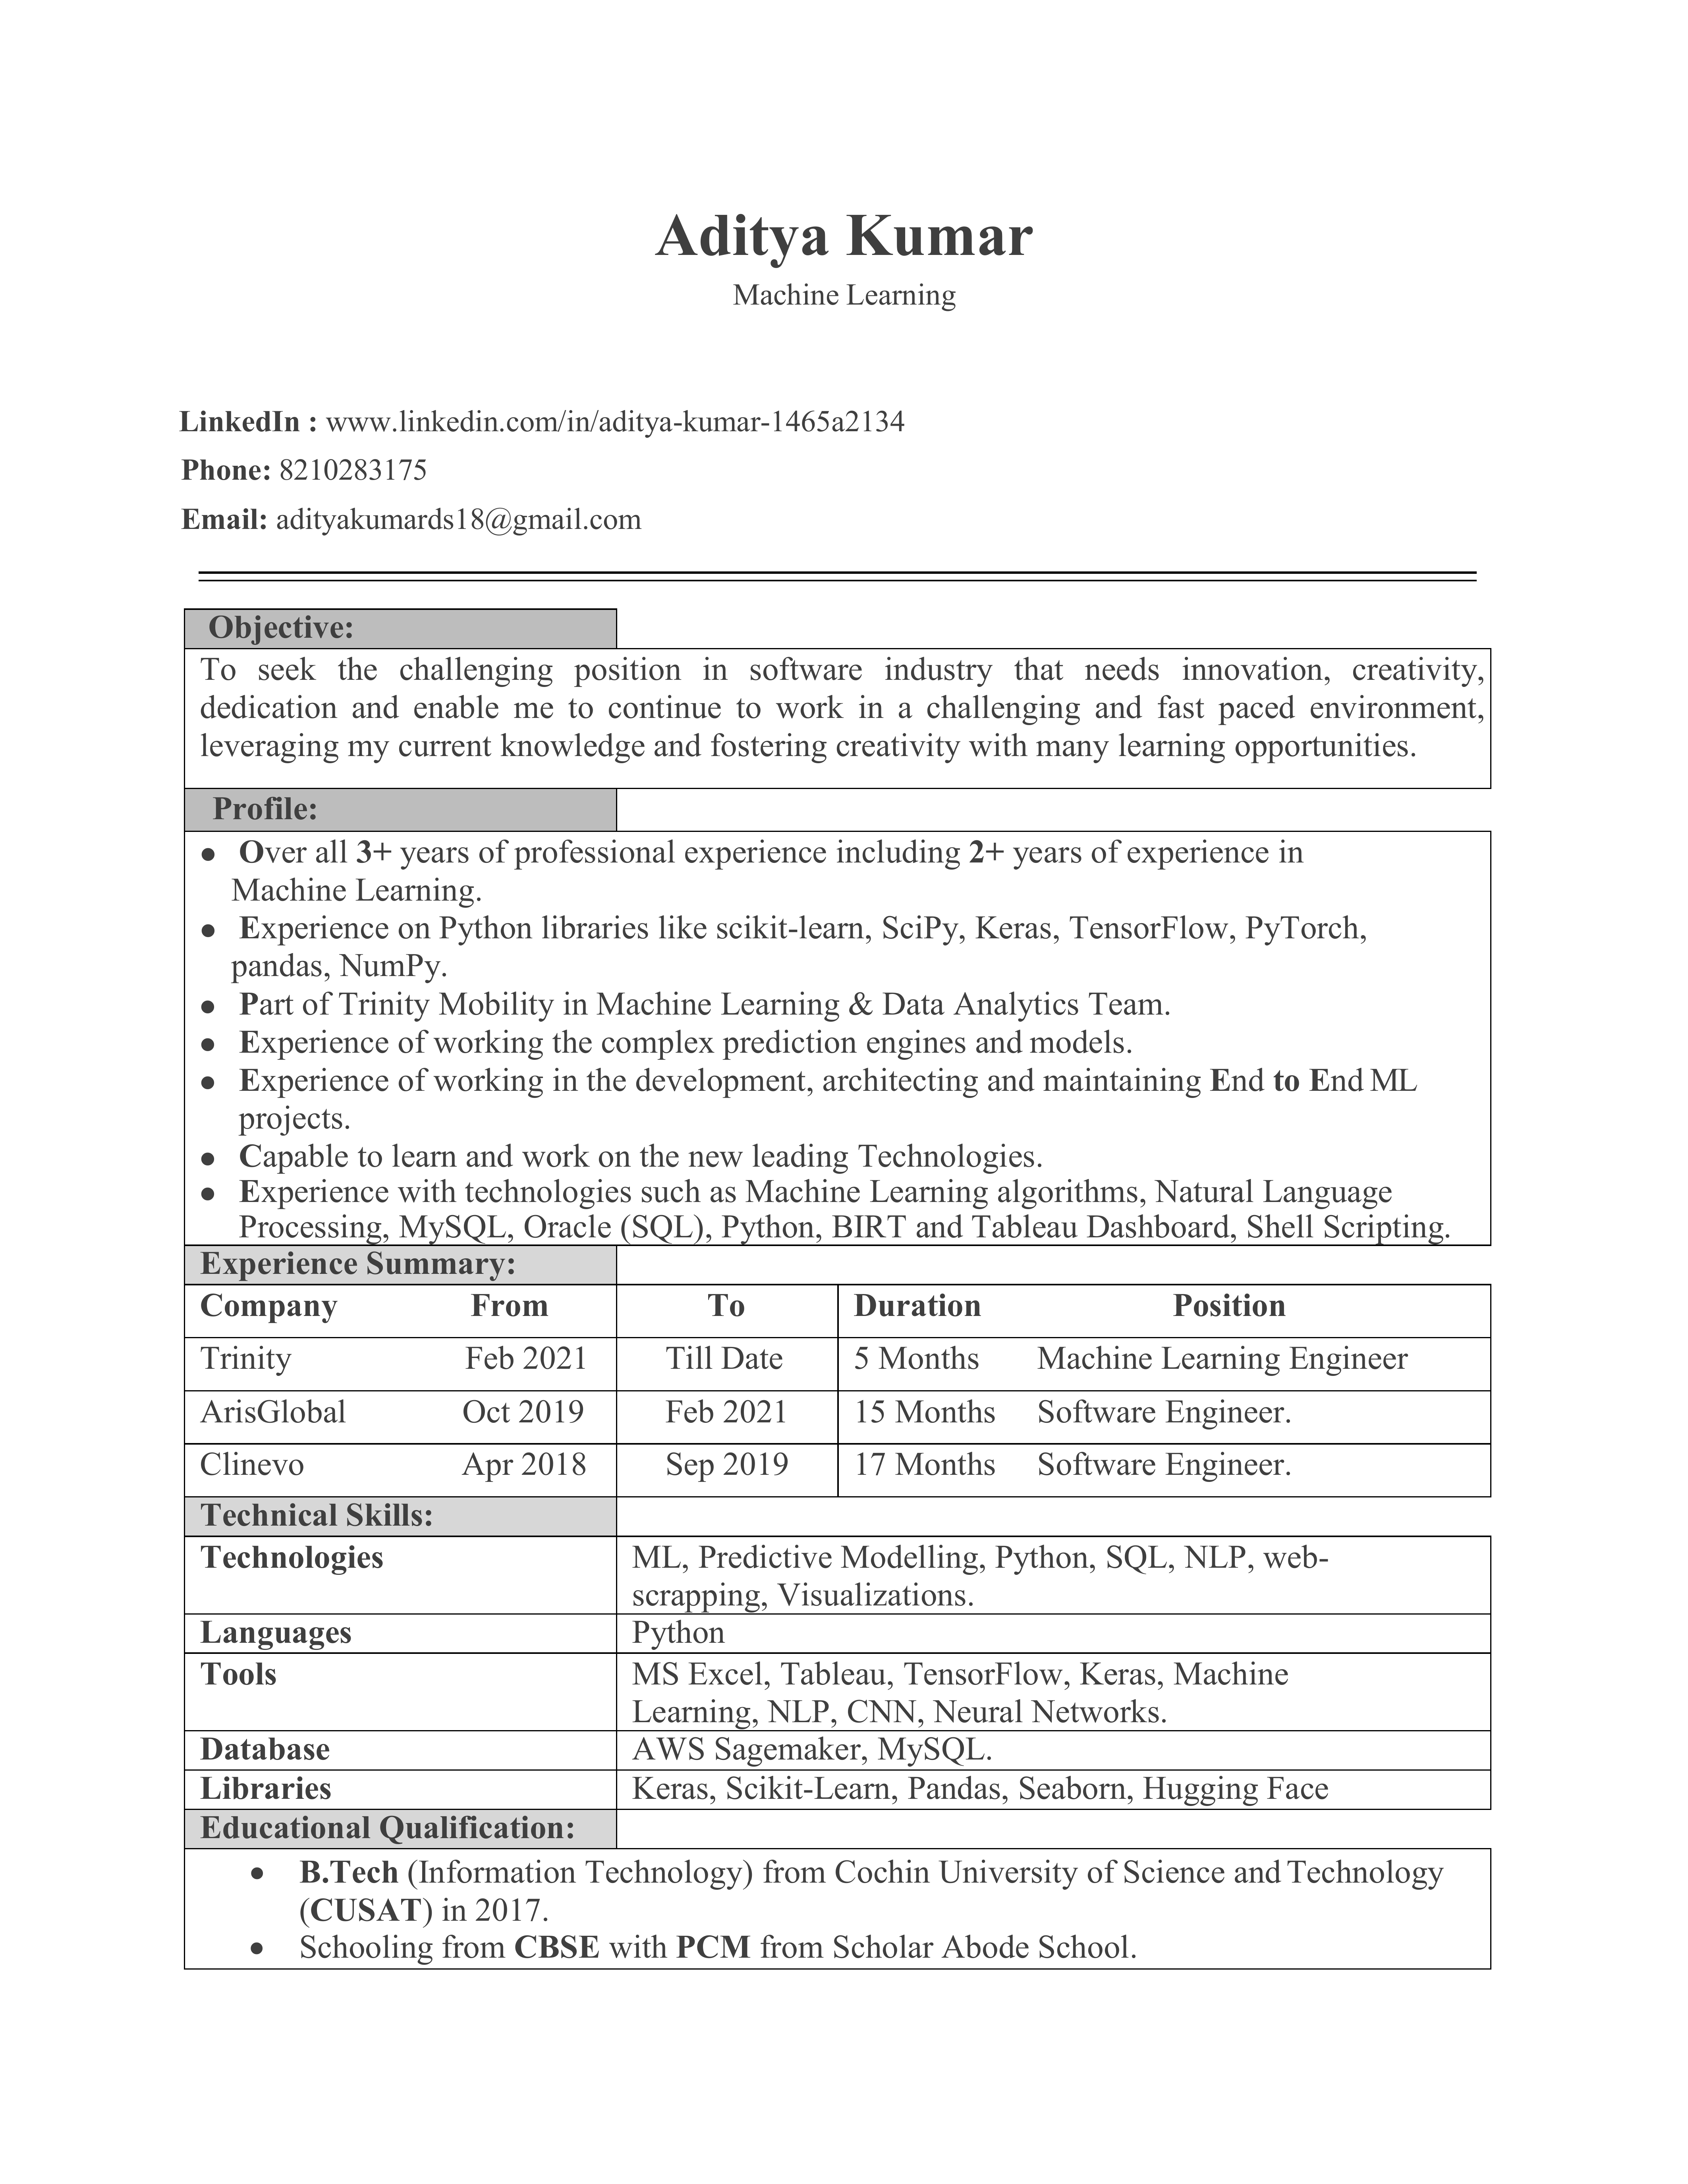 Aditya Kumar
Machine Learning
LinkedIn : www.linkedin.com/in/aditya-kumar-1465a2134
Phone: 8210283175
Email: adityakumards18@gmail.com
Objective:
To seek the challenging position in software industry that needs innovation, creativity,
dedication and enable me to continue to work in a challenging and fast paced environment,
leveraging my current knowledge and fostering creativity with many learning opportunities.
Profile:
● Over all 3+ years of professional experience including 2+ years of experience in
Machine Learning.
● Experience on Python libraries like scikit-learn, SciPy, Keras, TensorFlow, PyTorch,
pandas, NumPy.
● Part of Trinity Mobility in Machine Learning & Data Analytics Team.
● Experience of working the complex prediction engines and models.
● Experience of working in the development, architecting and maintaining End to End ML
projects.
● Capable to learn and work on the new leading Technologies.
● Experience with technologies such as Machine Learning algorithms, Natural Language
Processing, MySQL, Oracle (SQL), Python, BIRT and Tableau Dashboard, Shell Scripting.
Experience Summary:
Company From To Duration Position
Trinity Feb 2021 Till Date 5 Months Machine Learning Engineer
ArisGlobal Oct 2019 Feb 2021 15 Months Software Engineer.
Clinevo Apr 2018 Sep 2019 17 Months Software Engineer.
Technical Skills:
Technologies ML, Predictive Modelling, Python, SQL, NLP, web-
scrapping, Visualizations.
Languages Python
Tools MS Excel, Tableau, TensorFlow, Keras, Machine
Learning, NLP, CNN, Neural Networks.
Database AWS Sagemaker, MySQL.
Libraries Keras, Scikit-Learn, Pandas, Seaborn, Hugging Face
Educational Qualification:
● B.Tech (Information Technology) from Cochin University of Science and Technology
(CUSAT) in 2017.
● Schooling from CBSE with PCM from Scholar Abode School.